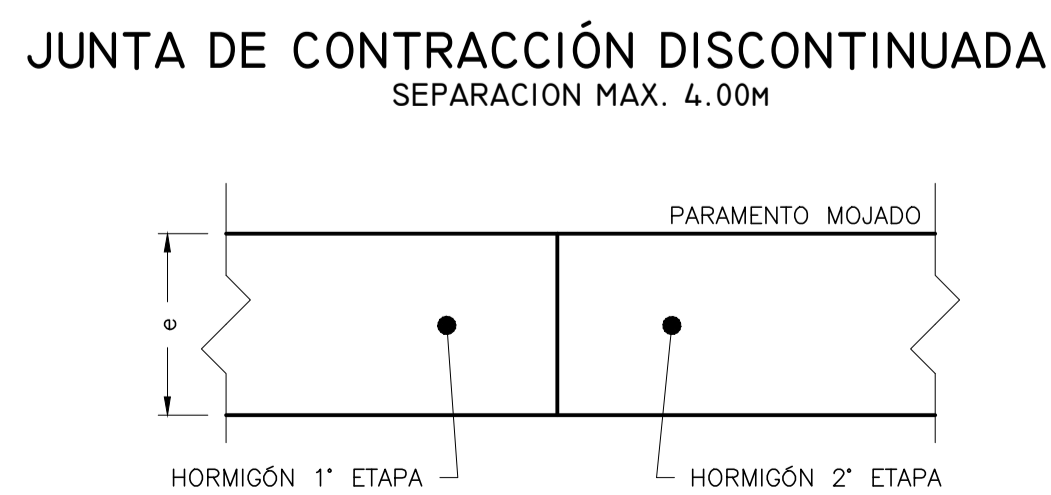 JUNTA DE CONTRACCIÓN DISCONTINUADA
SEPARACION MAX. 4.00M
PARAMENTO MOJADO
e
HORMIGÓN 1° ETAPA
HORMIGÓN 2° ETAPA